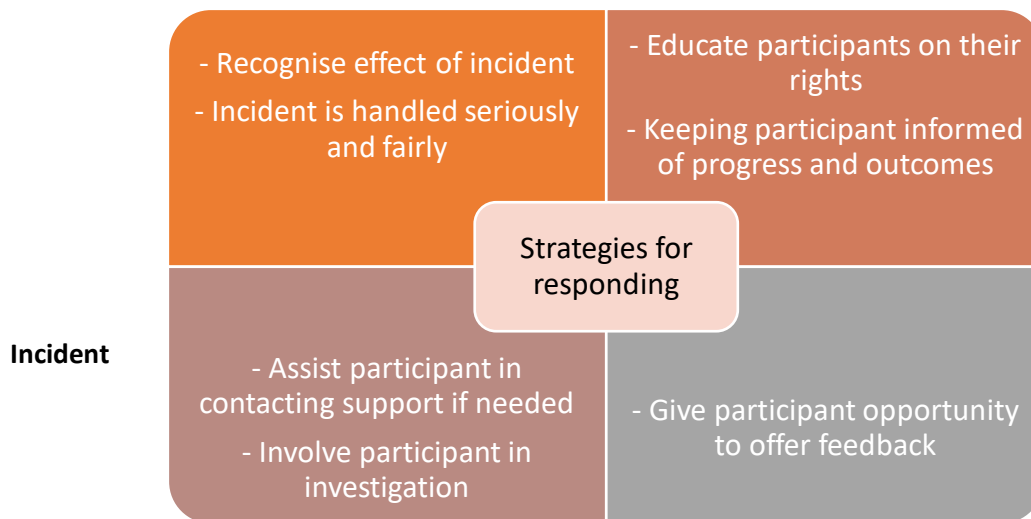 - Recognise effect of incident
- Incident is handled seriously
and fairly
- Educate participants on their
rights
- Keeping participant informed
of progress and outcomes
Strategies for
responding
Incident
- Assist participant in
contacting support if needed
- Involve participant in
investigation
- Give participant opportunity
to offer feedback